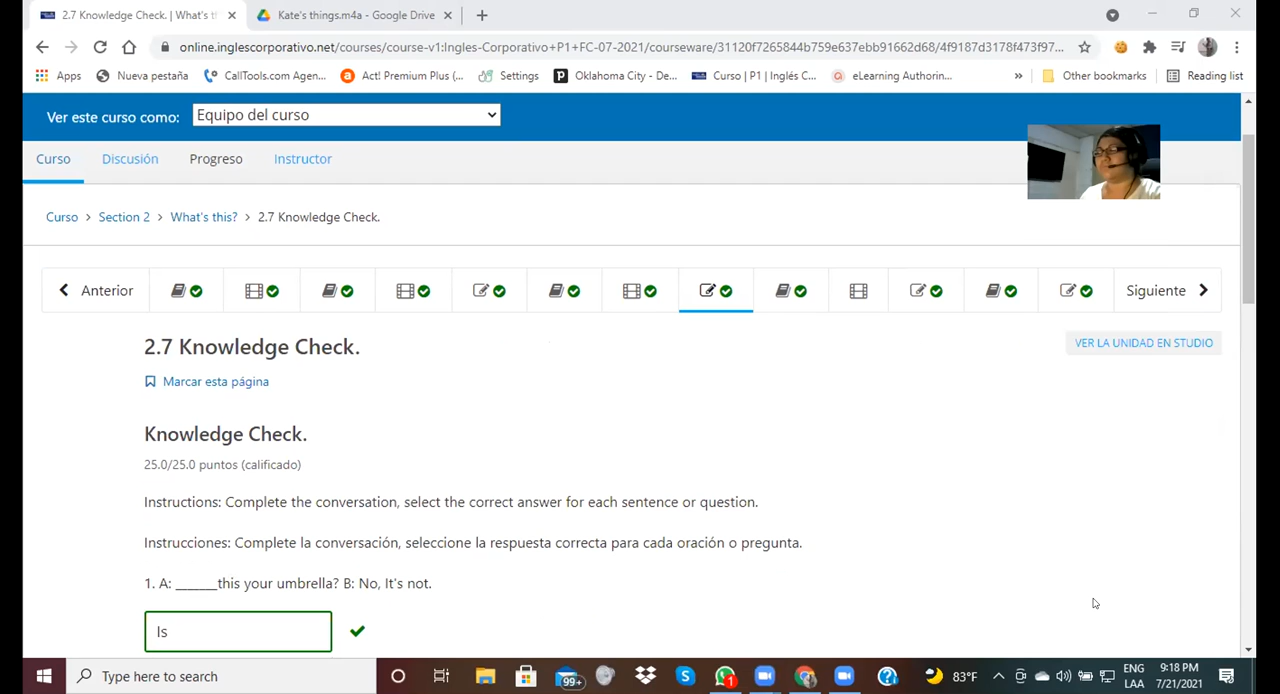 2.7 Knowledge Check. | What's t
Kate's things.m4a - Google Drive
online.inglescorporativo.net/courses/course-v1:Ingles-Corporativo+P1+FC-07-2021/courseware/31120f7265844b759e637ebb91662d68/4f9187d3178f473f97...
Apps Nueva pestaña CallTools.com Agen... Act! Premium Plus (... Settings Oklahoma City - De... Curso | P1 | Inglés C... eLearning Authorin... » Other bookmarks Reading list
Ver este curso como: Equipo del curso
Curso Discusión Progreso Instructor
Curso > Section 2 > What's this? > 2.7 Knowledge Check.
Anterior Siguiente
2.7 Knowledge Check.
VER LA UNIDAD EN STUDIO
Marcar esta página
Knowledge Check.
25.0/25.0 puntos (calificado)
Instructions: Complete the conversation, select the correct answer for each sentence or question.
Instrucciones: Complete la conversación, seleccione la respuesta correcta para cada oración o pregunta.
1. A: ______this your umbrella? B: No, It's not.
Is
Type here to search
99+
1
83°F
ENG
LAA
9:18 PM
7/21/2021